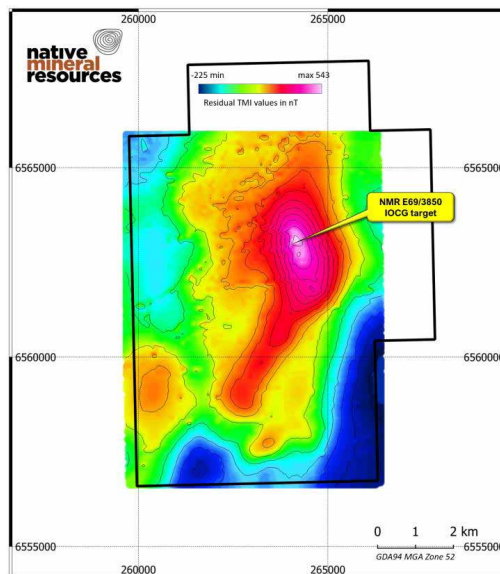 260000
265000
native
mineral
resources
-225 min
max 543
Residual TMI values in nT
6565000
6565000
NMR E69/3850
IOCG target
6560000
6560000
0 1 2 km
GDA94 MGA Zone 52
6555000
6555000
260000
265000